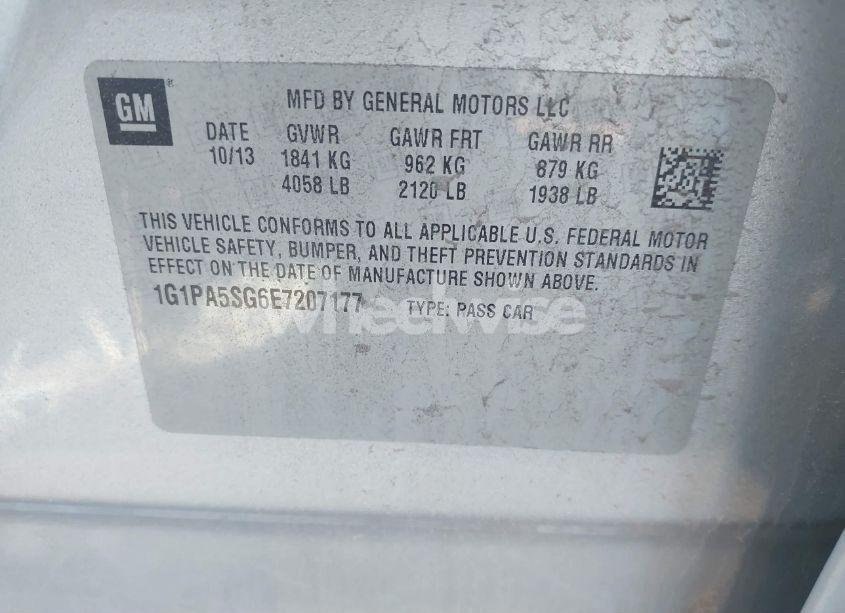 GM
MFD BY GENERAL MOTORS LLC
DATE GVWR GAWR FRT GAWR RR
10/13 1841 KG 962 KG 879 KG
4058 LB 2120 LB 1938 LB
THIS VEHICLE CONFORMS TO ALL APPLICABLE U.S. FEDERAL MOTOR
VEHICLE SAFETY, BUMPER, AND THEFT PREVENTION STANDARDS IN
EFFECT ON THE DATE OF MANUFACTURE SHOWN ABOVE.
1G1PA5SG6E7207177 TYPE: PASS CAR
wheelwise